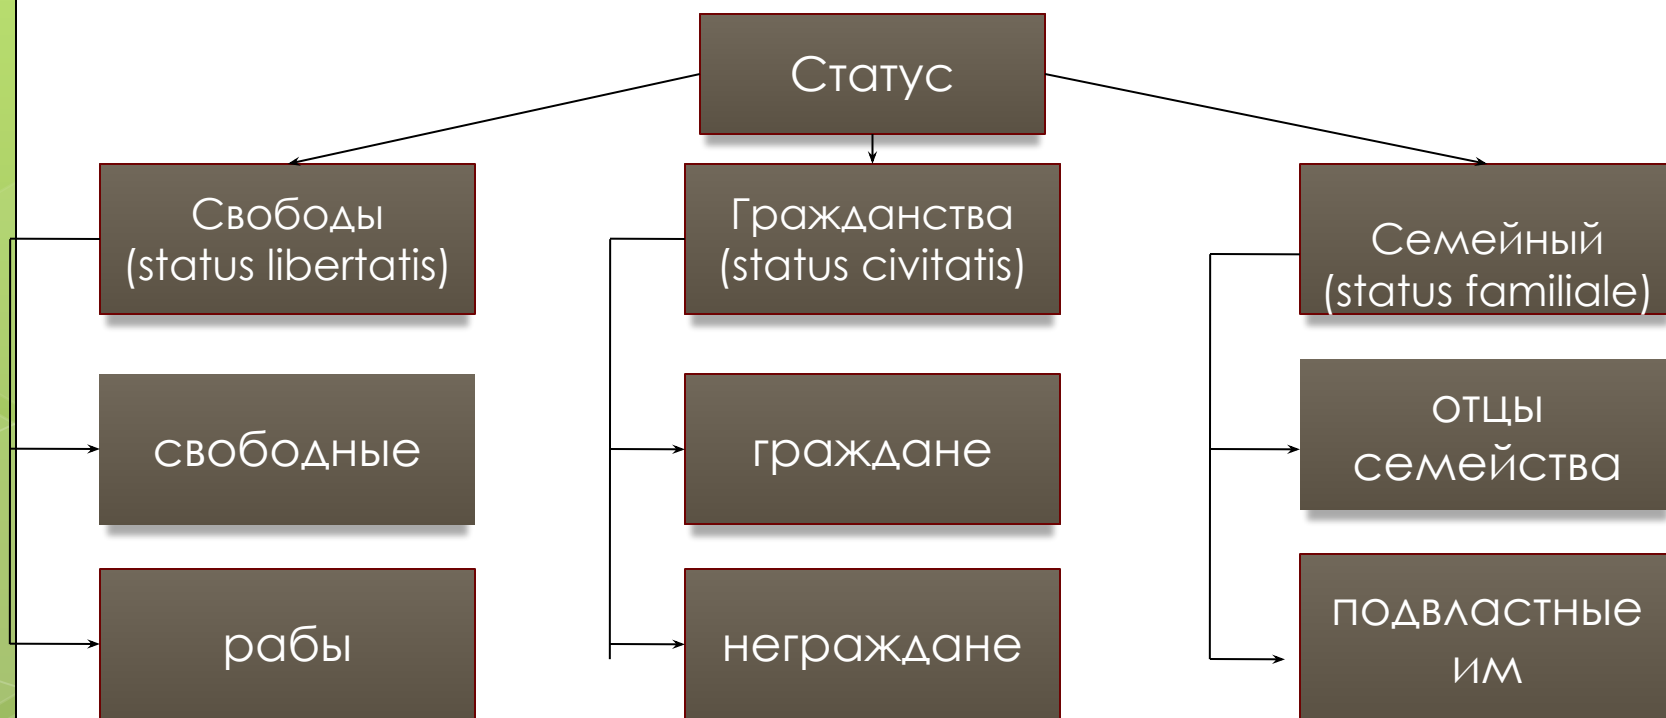 Статус
Свободы
(status libertatis)
Гражданства
(status civitatis)
Семейный
(status familiale)
свободные
граждане
отцы
семейства
рабы
неграждане
подвластные
им